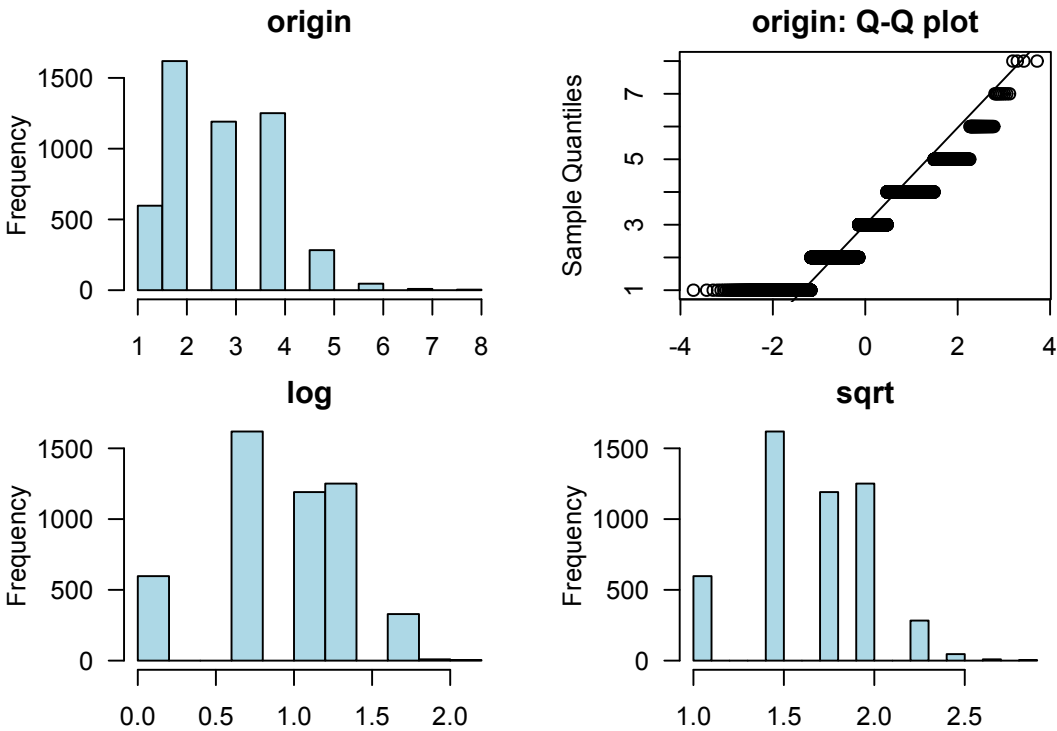 origin
Frequency
1500
1000
500
0
1 2 3 4 5 6 7 8
origin: Q-Q plot
Sample Quantiles
7
5
3
1
-4 -2 0 2 4
log
Frequency
1500
1000
500
0
0.0 0.5 1.0 1.5 2.0
sqrt
Frequency
1500
1000
500
0
1.0 1.5 2.0 2.5